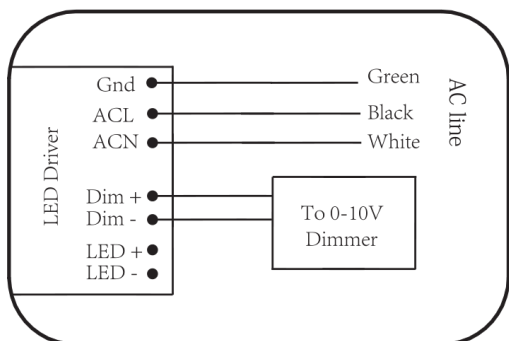 Gnd
Green
ACL
Black
ACN
White
AC line
LED Driver
Dim +
Dim -
To 0-10V
Dimmer
LED +
LED -